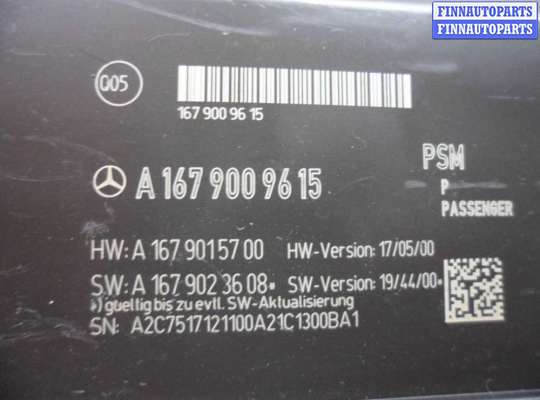 FINNAUTOPARTS
FINNAUTOPARTS
005
167 900 96 15
PSM
A 167 900 96 15
P
PASSENGER
HW: A 167 901 57 00 HW-Version: 17/05/00
SW: A 167 902 36 08• SW-Version: 19/44/00•
•) gueltig bis zu evtl. SW-Aktualisierung
SN: A2C7517121100A21C1300BA1